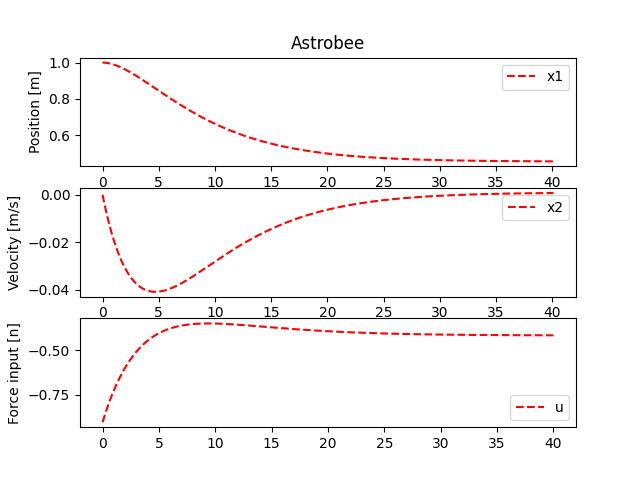 Astrobee
Position [m]
1.0
0.8
0.6
x1
0 5 10 15 20 25 30 35 40
Velocity [m/s]
0.00
−0.02
−0.04
x2
0 5 10 15 20 25 30 35 40
Force input [n]
−0.50
−0.75
u
0 5 10 15 20 25 30 35 40